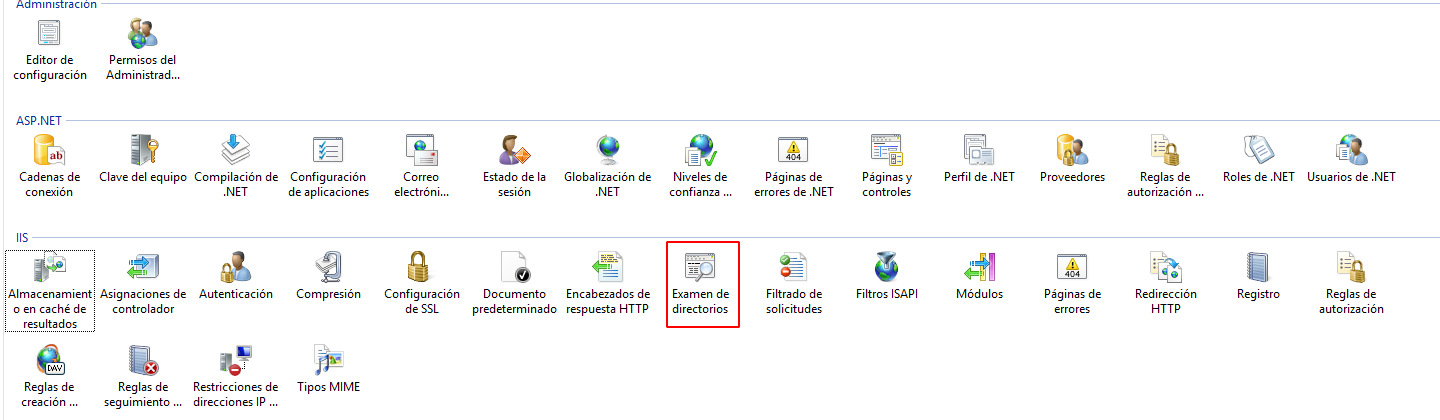 Administración
Editor de
configuración
Permisos del
Administrad...
ASP.NET
Cadenas de
conexión
Clave del equipo
Compilación de
.NET
Configuración
de aplicaciones
Correo
electróni...
Estado de la
sesión
Globalización de
.NET
Niveles de
confianza ...
Páginas de
errores de .NET
Páginas y
controles
Perfil de .NET
Proveedores
Reglas de
autorización ...
Roles de .NET
Usuarios de .NET
IIS
Almacenamient
o en caché de
resultados
Asignaciones de
controlador
Autenticación
Compresión
Configuración
de SSL
Documento
predeterminado
Encabezados de
respuesta HTTP
Examen de
directorios
Filtrado de
solicitudes
Filtros ISAPI
Módulos
Páginas de
errores
Redirección
HTTP
Registro
Reglas de
autorización
Reglas de
creación ...
Reglas de
seguimiento ...
Restricciones de
direcciones IP ...
Tipos MIME
ab
404
404
DAV